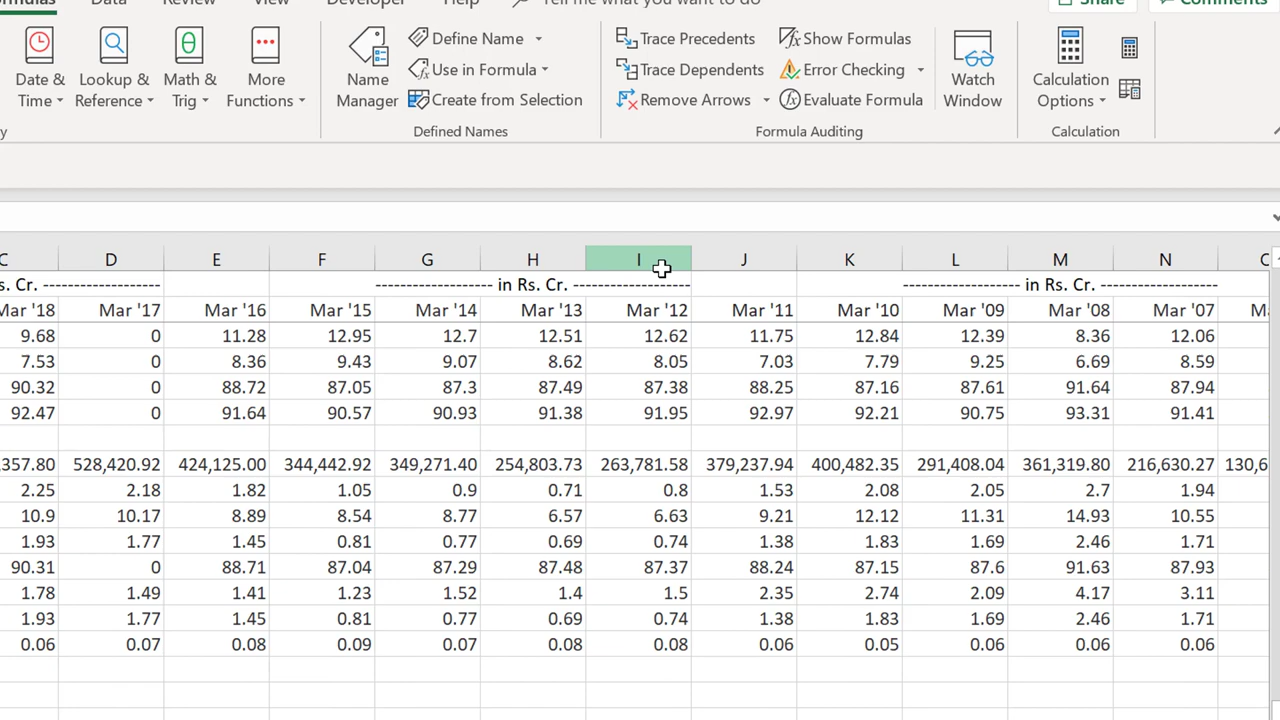 Data Review View Developer Help Tell me what you want to do Share Comments
Define Name Trace Precedents Show Formulas
Use in Formula Trace Dependents Error Checking
Date & Time Lookup & Reference Math & Trig More Functions Name Manager Create from Selection Remove Arrows Evaluate Formula Watch Window Calculation Options
Defined Names Formula Auditing Calculation
D E F G H I J K L M N
s. Cr. ------------------- ------------------- in Rs. Cr. ------------------- ------------------- in Rs. Cr. -------------------
Mar '18 Mar '17 Mar '16 Mar '15 Mar '14 Mar '13 Mar '12 Mar '11 Mar '10 Mar '09 Mar '08 Mar '07
9.68 0 11.28 12.95 12.7 12.51 12.62 11.75 12.84 12.39 8.36 12.06
7.53 0 8.36 9.43 9.07 8.62 8.05 7.03 7.79 9.25 6.69 8.59
90.32 0 88.72 87.05 87.3 87.49 87.38 88.25 87.16 87.61 91.64 87.94
92.47 0 91.64 90.57 90.93 91.38 91.95 92.97 92.21 90.75 93.31 91.41
357.80 528,420.92 424,125.00 344,442.92 349,271.40 254,803.73 263,781.58 379,237.94 400,482.35 291,408.04 361,319.80 216,630.27 130,6
2.25 2.18 1.82 1.05 0.9 0.71 0.8 1.53 2.08 2.05 2.7 1.94
10.9 10.17 8.89 8.54 8.77 6.57 6.63 9.21 12.12 11.31 14.93 10.55
1.93 1.77 1.45 0.81 0.77 0.69 0.74 1.38 1.83 1.69 2.46 1.71
90.31 0 88.71 87.04 87.29 87.48 87.37 88.24 87.15 87.6 91.63 87.93
1.78 1.49 1.41 1.23 1.52 1.4 1.5 2.35 2.74 2.09 4.17 3.11
1.93 1.77 1.45 0.81 0.77 0.69 0.74 1.38 1.83 1.69 2.46 1.71
0.06 0.07 0.08 0.09 0.07 0.08 0.08 0.06 0.05 0.06 0.06 0.06